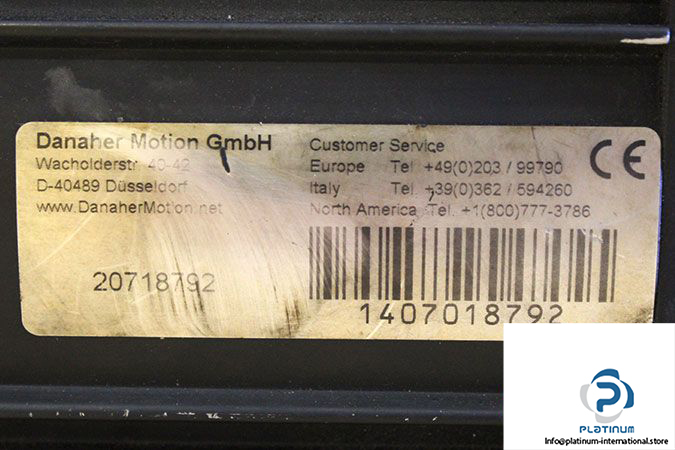 Danaher Motion GmbH
Wacholderstr 40-42
D-40489 Düsseldorf
www.DanaherMotion.net
20718792
Customer Service
Europe Tel +49(0)203 / 99790
Italy Tel. +39(0)362 / 594260
North America Tel. +1(800)777-3786
CE
1407018792
PLATINUM
Info@platinum-international.store